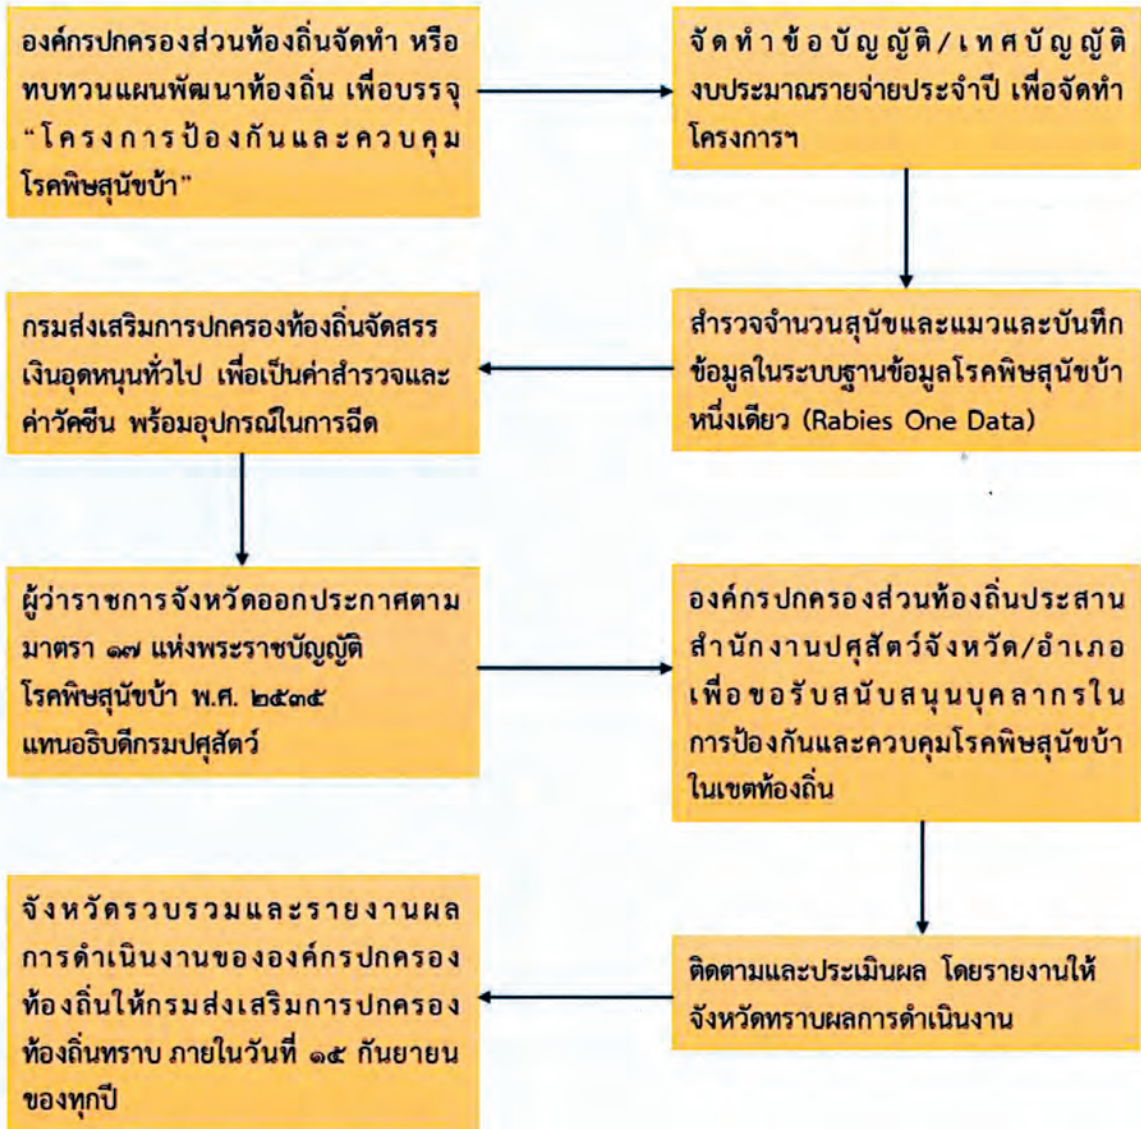 องค์กรปกครองส่วนท้องถิ่นจัดทำ หรือ
ทบทวนแผนพัฒนาท้องถิ่น เพื่อบรรจุ
“โครงการป้องกันและควบคุม
โรคพิษสุนัขบ้า”
จัดทำข้อบัญญัติ/เทศบัญญัติ
งบประมาณรายจ่ายประจำปี เพื่อจัดทำ
โครงการฯ
สำรวจจำนวนสุนัขและแมวและบันทึก
ข้อมูลในระบบฐานข้อมูลโรคพิษสุนัขบ้า
หนึ่งเดียว (Rabies One Data)
กรมส่งเสริมการปกครองท้องถิ่นจัดสรร
เงินอุดหนุนทั่วไป เพื่อเป็นค่าสำรวจและ
ค่าวัคซีน พร้อมอุปกรณ์ในการฉีด
ผู้ว่าราชการจังหวัดออกประกาศตาม
มาตรา ๑๗ แห่งพระราชบัญญัติ
โรคพิษสุนัขบ้า พ.ศ. ๒๕๓๕
แทนอธิบดีกรมปศุสัตว์
องค์กรปกครองส่วนท้องถิ่นประสาน
สำนักงานปศุสัตว์จังหวัด/อำเภอ
เพื่อขอรับสนับสนุนบุคลากรใน
การป้องกันและควบคุมโรคพิษสุนัขบ้า
ในเขตท้องถิ่น
ติดตามและประเมินผล โดยรายงานให้
จังหวัดทราบผลการดำเนินงาน
จังหวัดรวบรวมและรายงานผล
การดำเนินงานขององค์กรปกครอง
ท้องถิ่นให้กรมส่งเสริมการปกครอง
ท้องถิ่นทราบ ภายในวันที่ ๑๕ กันยายน
ของทุกปี